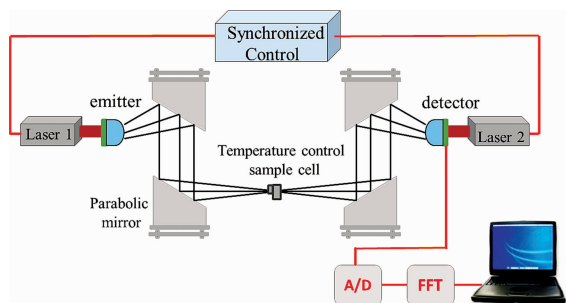 Synchronized
Control
emitter
detector
Laser 1
Laser 2
Temperature control
sample cell
Parabolic
mirror
A/D
FFT